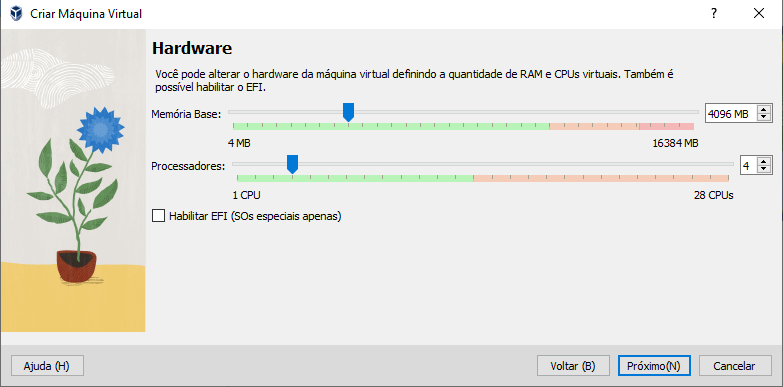 Criar Máquina Virtual
Hardware
Você pode alterar o hardware da máquina virtual definindo a quantidade de RAM e CPUs virtuais. Também é
possível habilitar o EFI.
Memória Base: 4096 MB
4 MB 16384 MB
Processadores: 4
1 CPU 28 CPUs
Habilitar EFI (SOs especiais apenas)
Ajuda (H) Voltar (B) Próximo(N) Cancelar